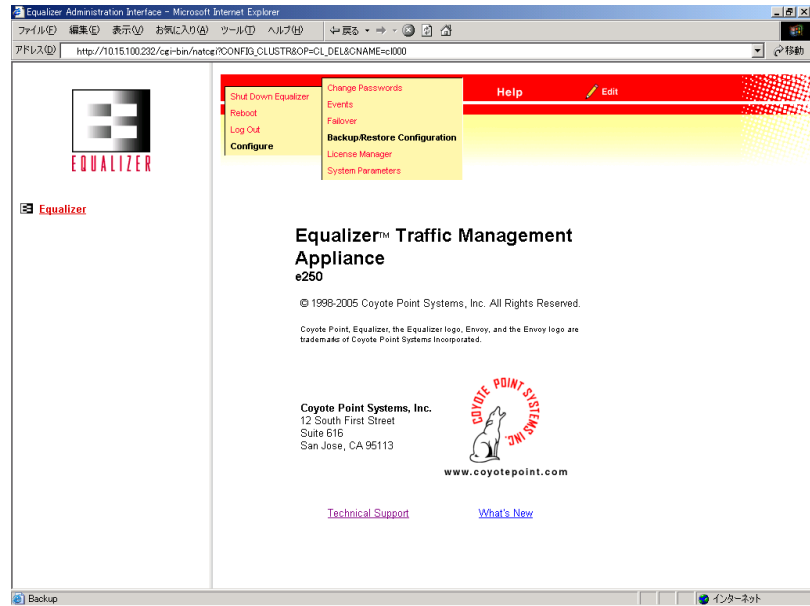 Equalizer Administration Interface - Microsoft Internet Explorer
ファイル(F) 編集(E) 表示(V) お気に入り(A) ツール(T) ヘルプ(H) 戻る
アドレス(D) http://10.15.100.232/cgi-bin/natcgi?CONFIG_CLUSTR&OP=CL_DEL&CNAME=cl000 移動
EQUALIZER
Equalizer
Shut Down Equalizer
Reboot
Log Out
Configure
Change Passwords
Events
Failover
Backup/Restore Configuration
License Manager
System Parameters
Help Edit
Equalizer™ Traffic Management
Appliance
e250
© 1998-2005 Coyote Point Systems, Inc. All Rights Reserved.
Coyote Point, Equalizer, the Equalizer logo, Envoy, and the Envoy logo are
trademarks of Coyote Point Systems Incorporated.
Coyote Point Systems, Inc.
12 South First Street
Suite 616
San Jose, CA 95113
COYOTE POINT SYSTEMS INC.
www.coyotepoint.com
Technical Support What's New
Backup インターネット